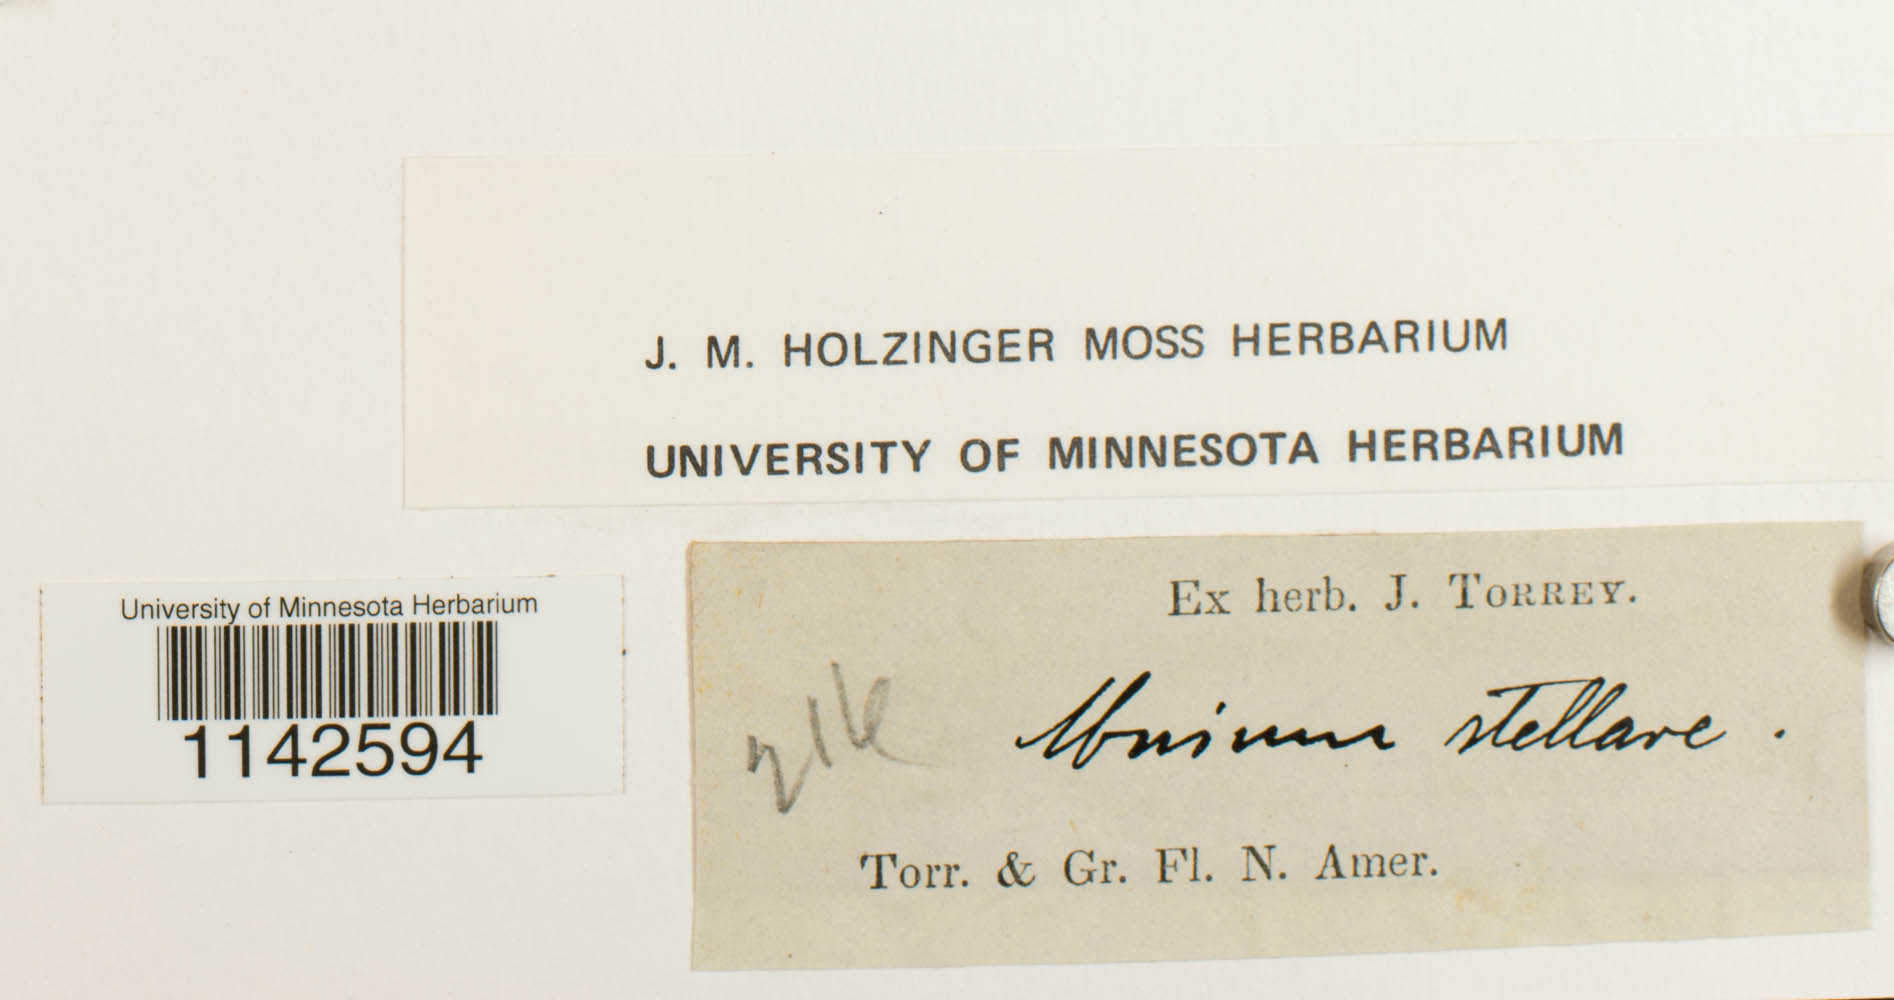 J. M. HOLZINGER MOSS HERBARIUM
UNIVERSITY OF MINNESOTA HERBARIUM
University of Minnesota Herbarium
1142594
Ex herb. J. TORREY.
Mnium stellare.
Torr. & Gr. Fl. N. Amer.